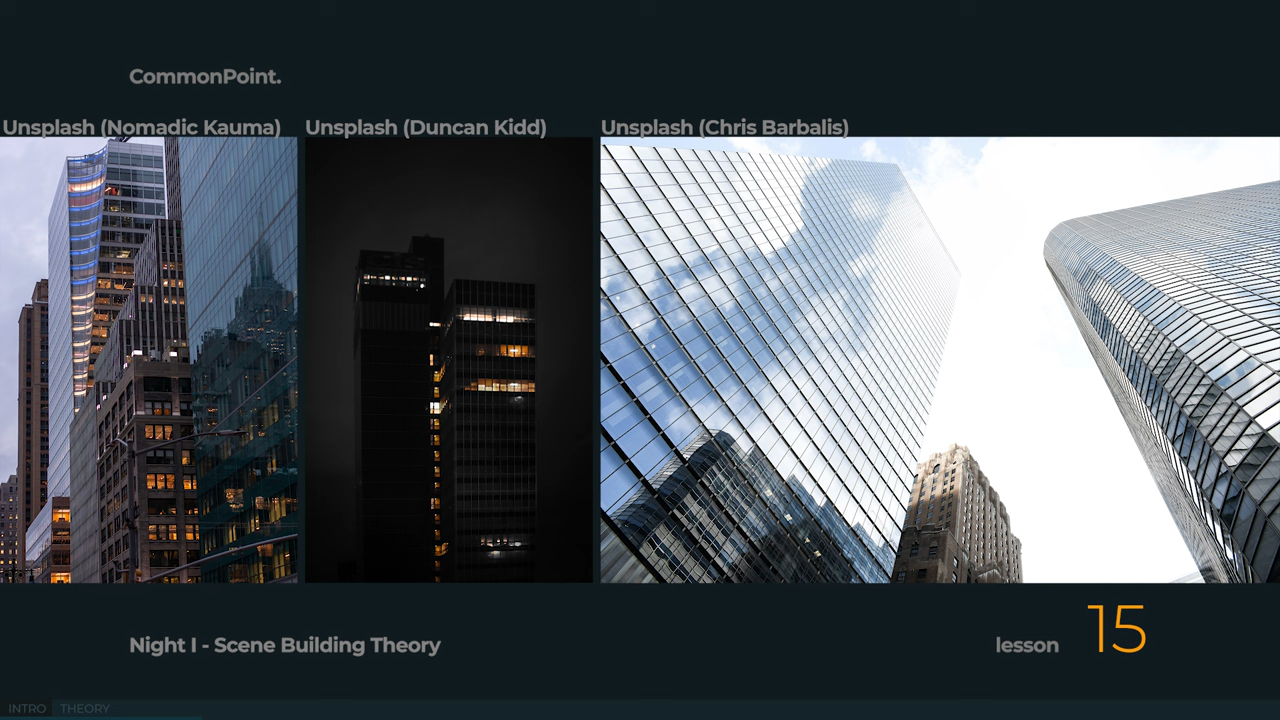 CommonPoint.
Unsplash (Nomadic Kauma) Unsplash (Duncan Kidd) Unsplash (Chris Barbalis)
Night I - Scene Building Theory
lesson 15
INTRO THEORY